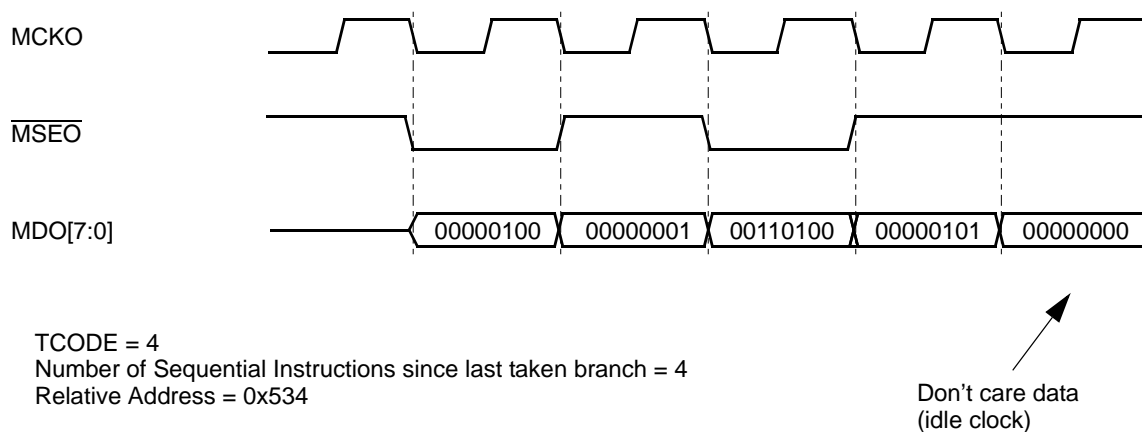 MCKO
MSEO
MDO[7:0]
00000100 00000001 00110100 00000101 00000000
TCODE = 4
Number of Sequential Instructions since last taken branch = 4
Relative Address = 0x534
Don't care data
(idle clock)